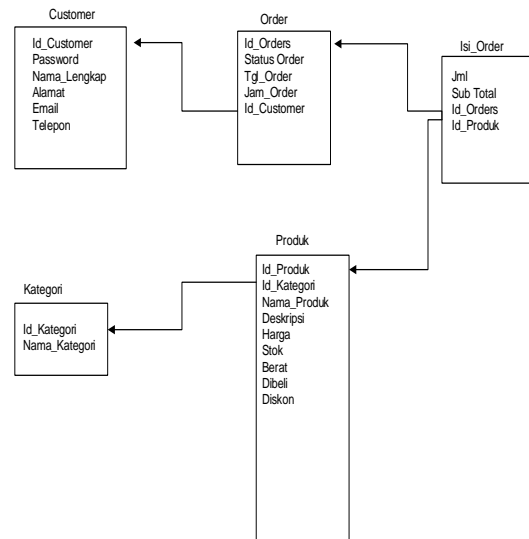 Customer
Id_Customer
Password
Nama_Lengkap
Alamat
Email
Telepon
Order
Id_Orders
Status Order
Tgl_Order
Jam_Order
Id_Customer
Isi_Order
Jml
Sub Total
Id_Orders
Id_Produk
Produk
Id_Produk
Id_Kategori
Nama_Produk
Deskripsi
Harga
Stok
Berat
Dibeli
Diskon
Kategori
Id_Kategori
Nama_Kategori